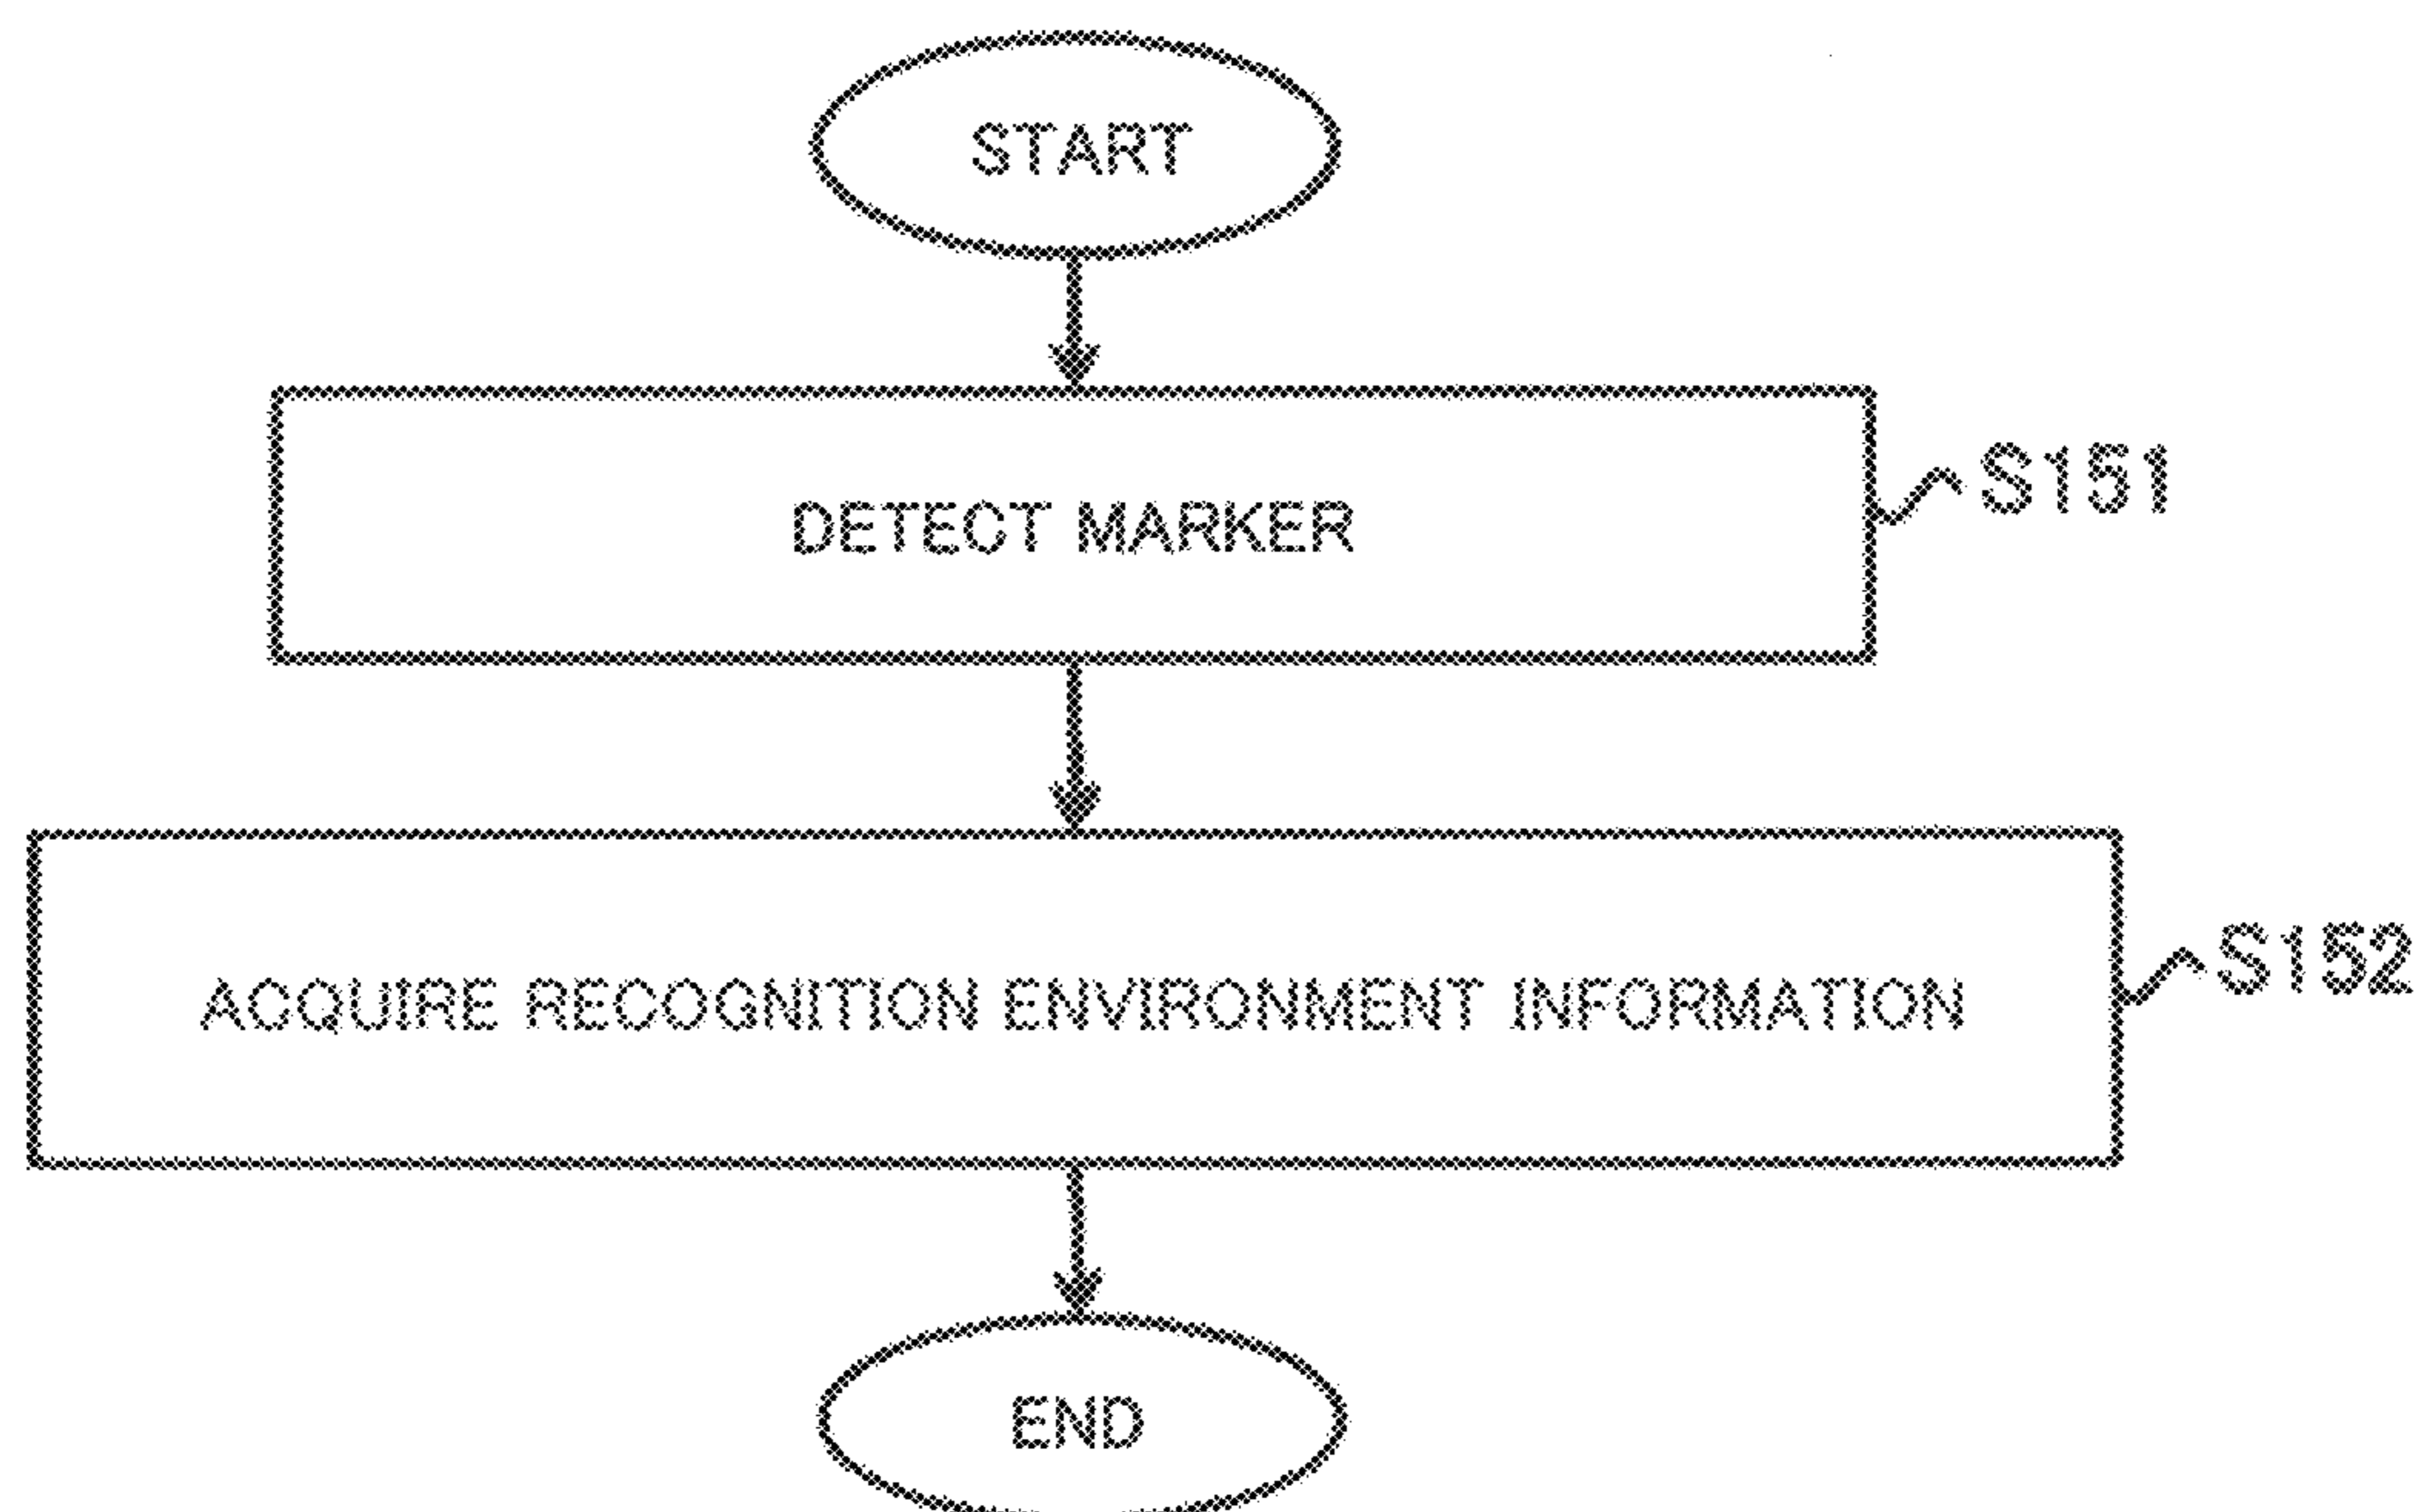 START
DETECT MARKER
S151
ACQUIRE RECOGNITION ENVIRONMENT INFORMATION
S152
END